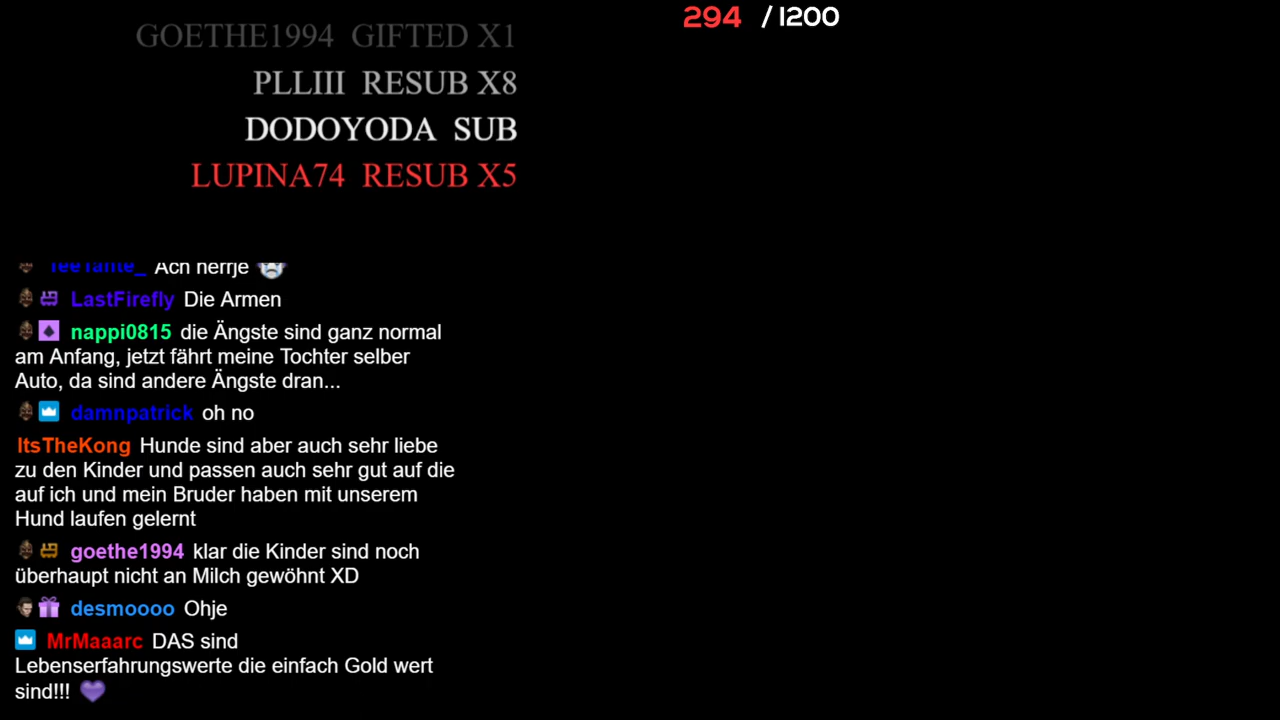 294 /1200
GOETHE1994 GIFTED X1
PLLIII RESUB X8
DODOYODA SUB
LUPINA74 RESUB X5
TeeTante_ Ach herrje
LastFirefly Die Armen
nappi0815 die Ängste sind ganz normal
am Anfang, jetzt fährt meine Tochter selber
Auto, da sind andere Ängste dran...
damnpatrick oh no
ItsTheKong Hunde sind aber auch sehr liebe
zu den Kinder und passen auch sehr gut auf die
auf ich und mein Bruder haben mit unserem
Hund laufen gelernt
goethe1994 klar die Kinder sind noch
überhaupt nicht an Milch gewöhnt XD
desmoooo Ohje
MrMaaarc DAS sind
Lebenserfahrungswerte die einfach Gold wert
sind!!!